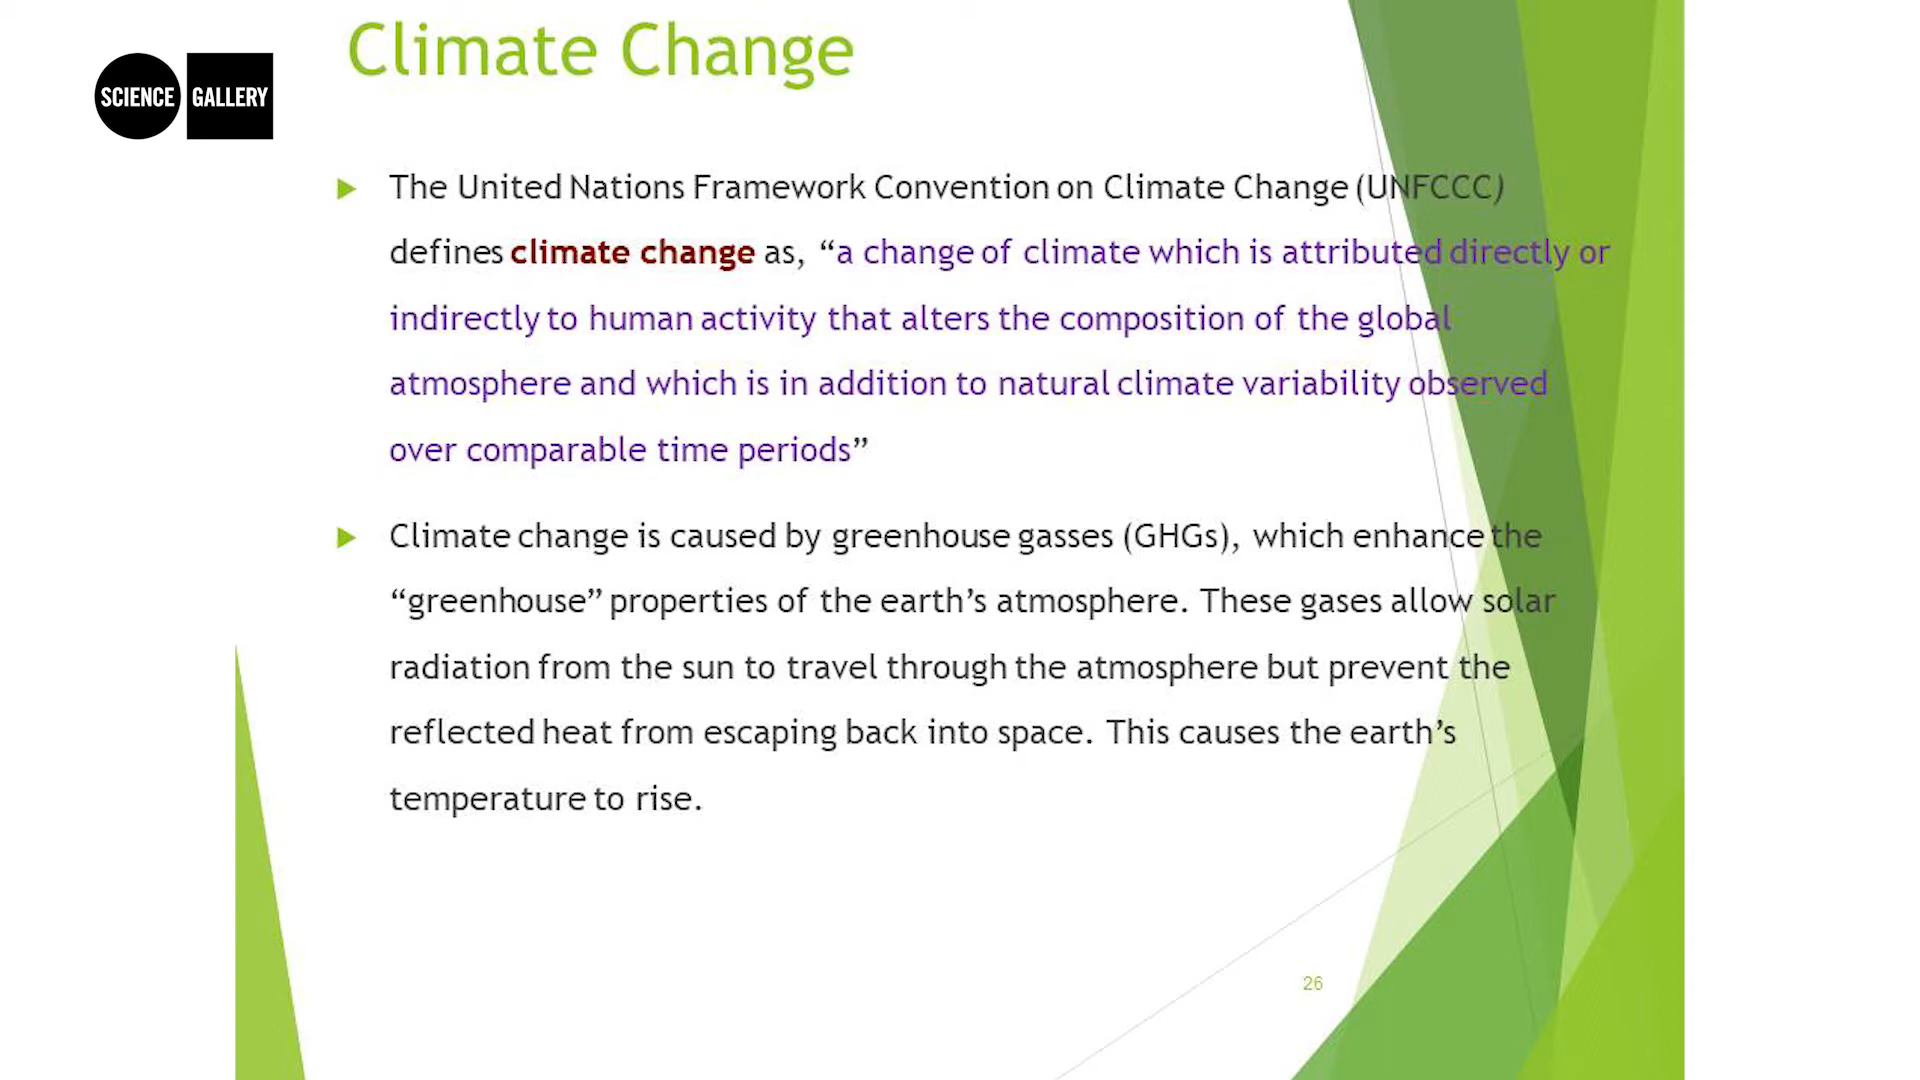 Climate Change
SCIENCE GALLERY
The United Nations Framework Convention on Climate Change (UNFCCC)
defines climate change as, “a change of climate which is attributed directly or
indirectly to human activity that alters the composition of the global
atmosphere and which is in addition to natural climate variability observed
over comparable time periods”
Climate change is caused by greenhouse gasses (GHGs), which enhance the
“greenhouse” properties of the earth’s atmosphere. These gases allow solar
radiation from the sun to travel through the atmosphere but prevent the
reflected heat from escaping back into space. This causes the earth’s
temperature to rise.
26